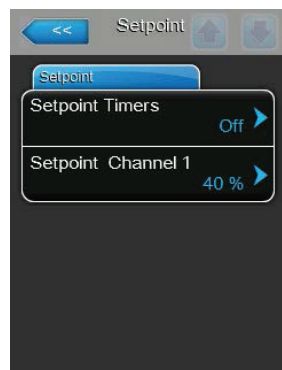 << Setpoint
Setpoint
Setpoint Timers
Off
Setpoint Channel 1
40 %